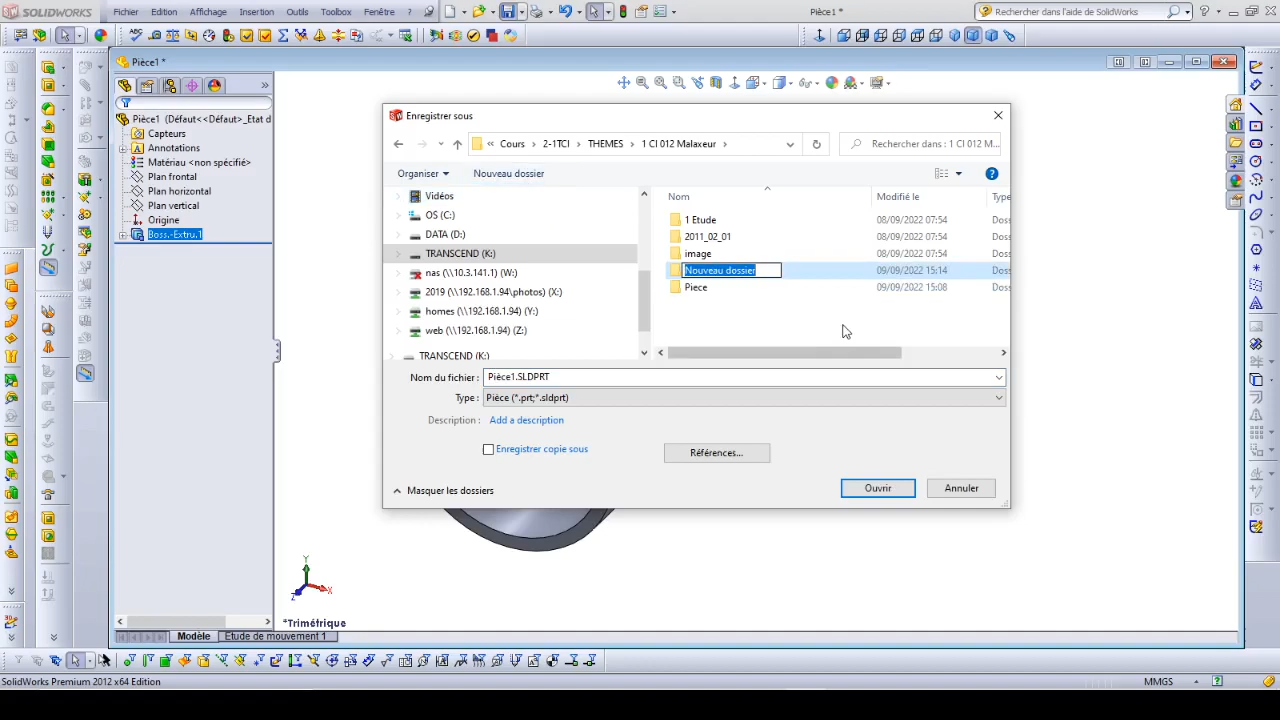 SOLIDWORKS Fichier Edition Affichage Insertion Outils Toolbox Fenêtre ? Pièce1 * Rechercher dans l'aide de SolidWorks ?
Pièce1 *
Pièce1 (Défaut<<Défaut>_Etat d
Capteurs
Annotations
Matériau <non spécifié>
Plan frontal
Plan horizontal
Plan vertical
Origine
Boss.-Extru.1
Enregistrer sous
« Cours > 2-1TCI > THEMES > 1 CI 012 Malaxeur >
Rechercher dans : 1 CI 012 M...
Organiser Nouveau dossier
Vidéos
OS (C:)
DATA (D:)
TRANSCEND (K:)
nas (\\10.3.141.1) (W:)
2019 (\\192.168.1.94\photos) (X:)
homes (\\192.168.1.94) (Y:)
web (\\192.168.1.94) (Z:)
TRANSCEND (K:)
Nom Modifié le Type
1 Etude 08/09/2022 07:54 Doss
2011_02_01 08/09/2022 07:54 Doss
image 08/09/2022 07:54 Doss
Nouveau dossier 09/09/2022 15:14 Doss
Piece 09/09/2022 15:08 Doss
Nom du fichier : Pièce1.SLDPRT
Type : Pièce (*.prt;*.sldprt)
Description : Add a description
Enregistrer copie sous
Références...
Masquer les dossiers
Ouvrir Annuler
Y
X
Z
*Trimétrique
Modèle Etude de mouvement 1
SolidWorks Premium 2012 x64 Edition MMGS